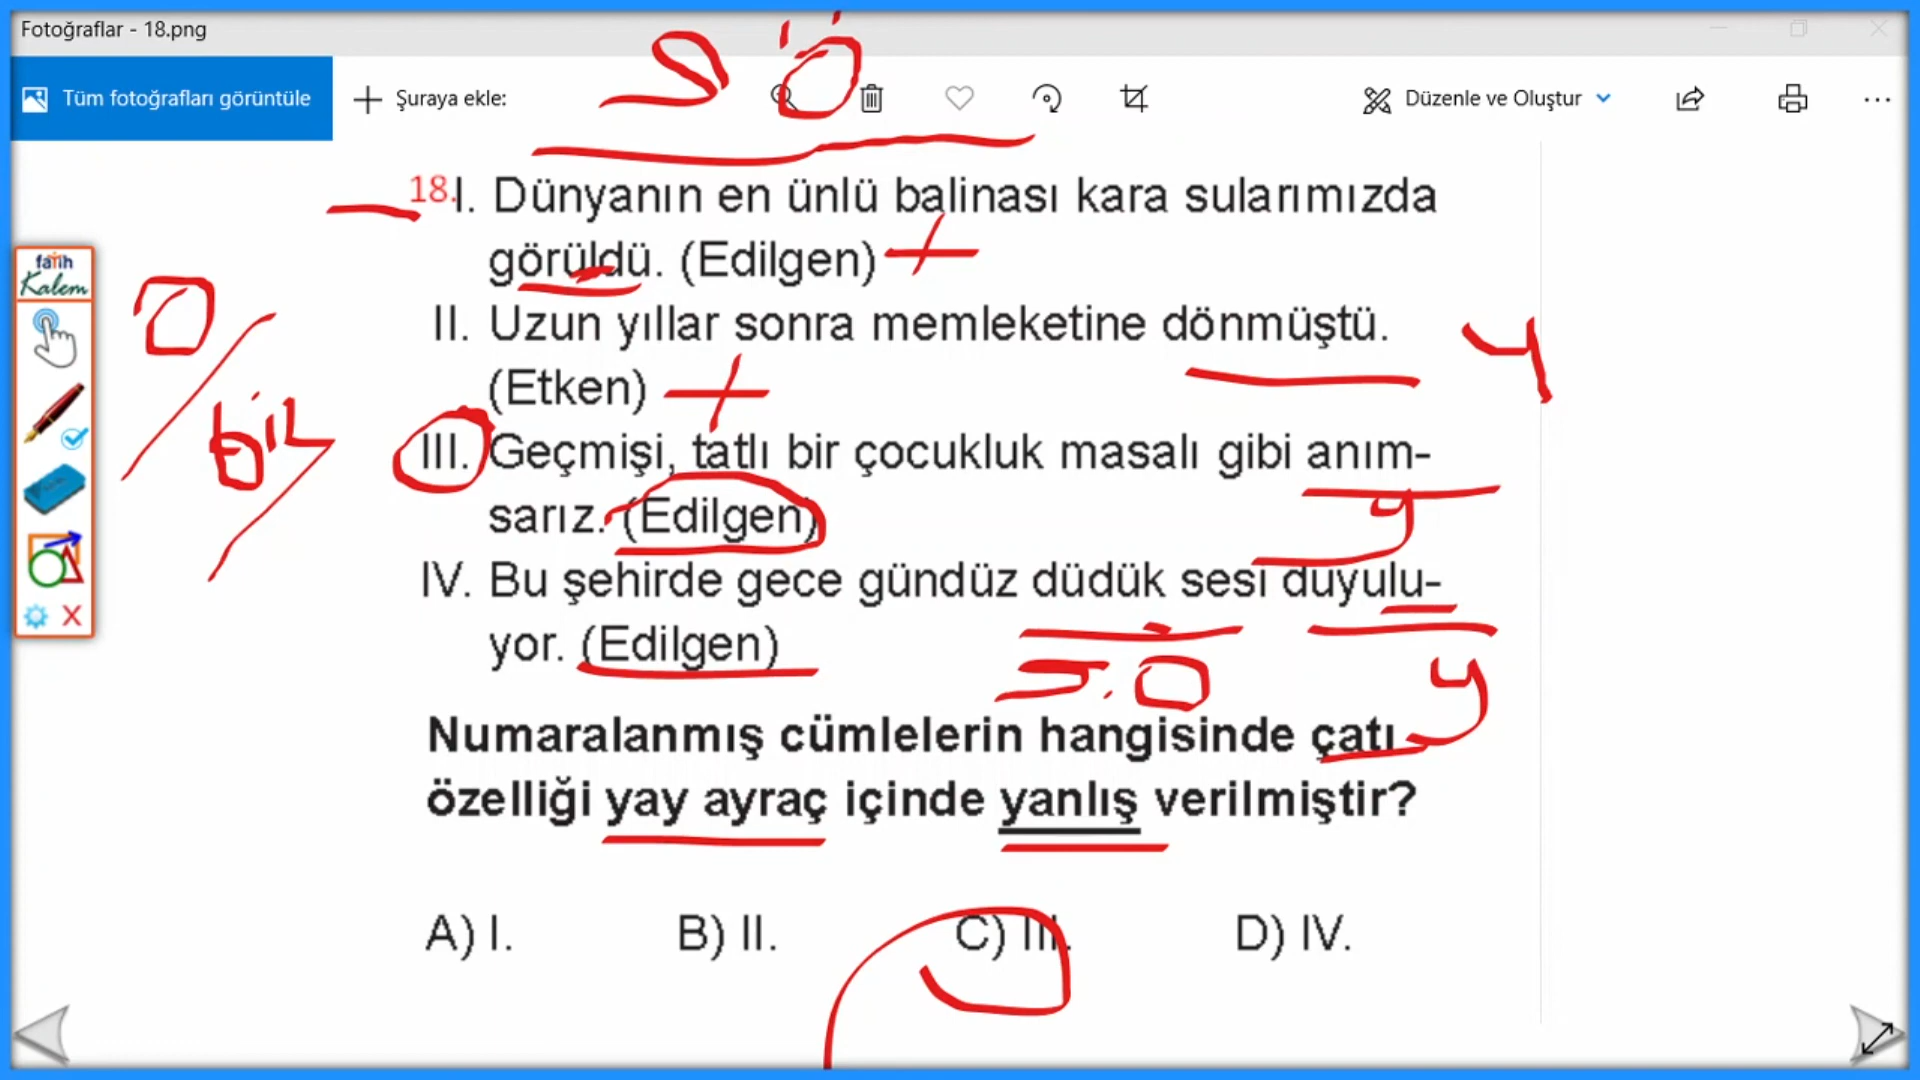 Fotoğraflar - 18.png
Tüm fotoğrafları görüntüle
Şuraya ekle:
Düzenle ve Oluştur
18.I. Dünyanın en ünlü balinası kara sularımızda
görüldü. (Edilgen)
II. Uzun yıllar sonra memleketine dönmüştü.
(Etken)
III. Geçmişi, tatlı bir çocukluk masalı gibi anım-
sarız. (Edilgen)
IV. Bu şehirde gece gündüz düdük sesi duyulu-
yor. (Edilgen)
Numaralanmış cümlelerin hangisinde çatı
özelliği yay ayraç içinde yanlış verilmiştir?
A) I.
B) II.
C) III.
D) IV.
fatih
Kalem
O
biz
S.Ö
y
y
y